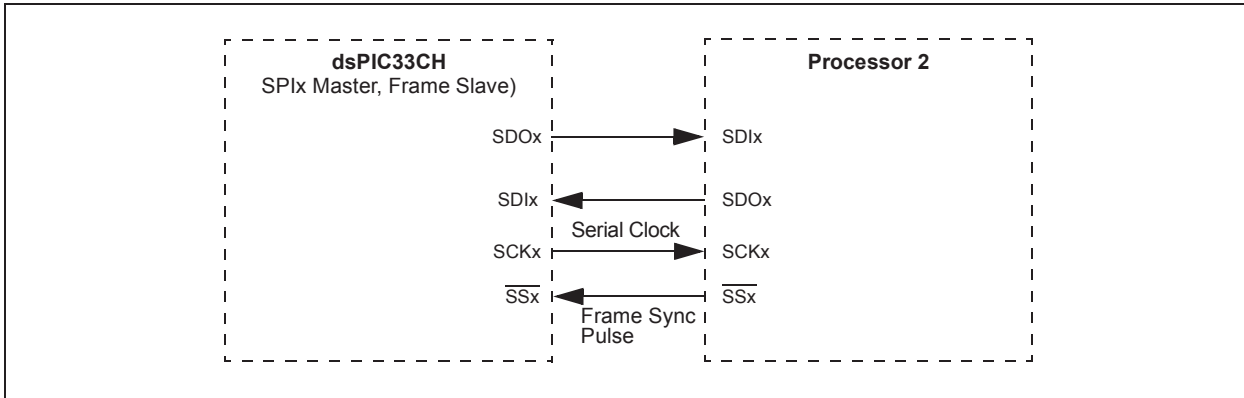 dsPIC33CH
SPIx Master, Frame Slave)
Processor 2
SDOx
SDIx
SDIx
SDOx
Serial Clock
SCKx
SCKx
SSx
SSx
Frame Sync
Pulse